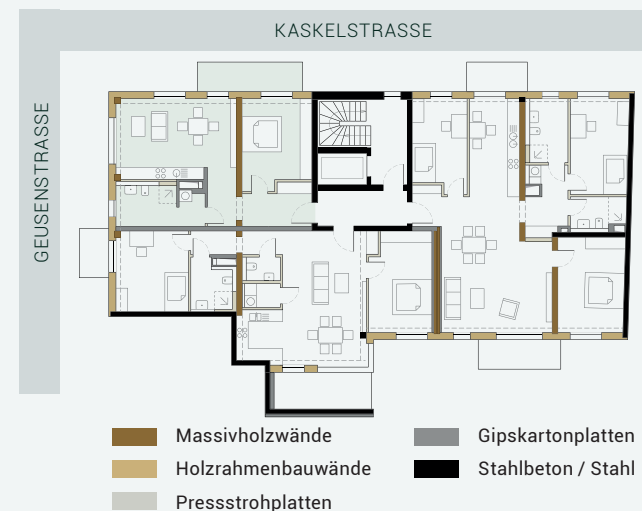 KASKELSTRASSE
GEUSENSTRASSE
Massivholzwände
Holzrahmenbauwände
Pressstrohplatten
Gipskartonplatten
Stahlbeton / Stahl